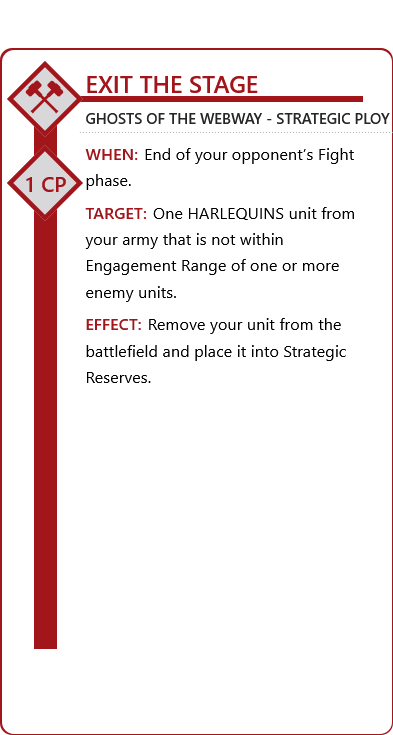 EXIT THE STAGE
GHOSTS OF THE WEBWAY - STRATEGIC PLOY
1 CP
WHEN: End of your opponent's Fight
phase.
TARGET: One HARLEQUINS unit from
your army that is not within
Engagement Range of one or more
enemy units.
EFFECT: Remove your unit from the
battlefield and place it into Strategic
Reserves.